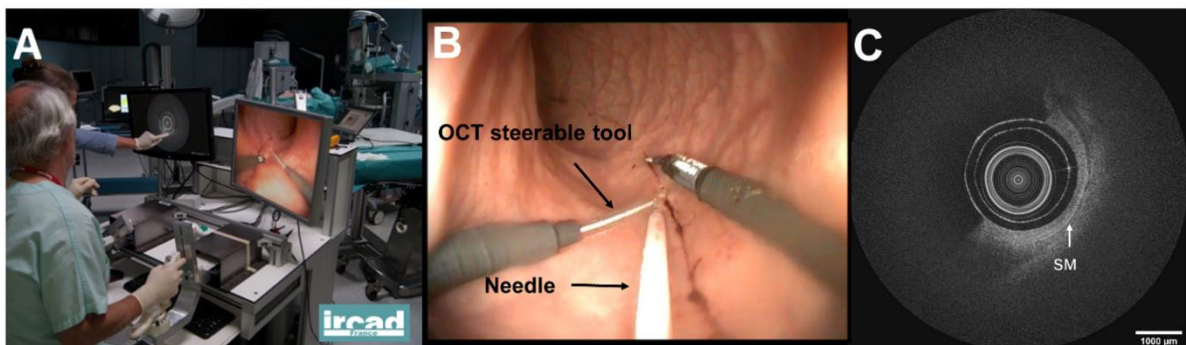 A
ircad
France
B
OCT steerable tool
Needle
C
SM
1000 µm